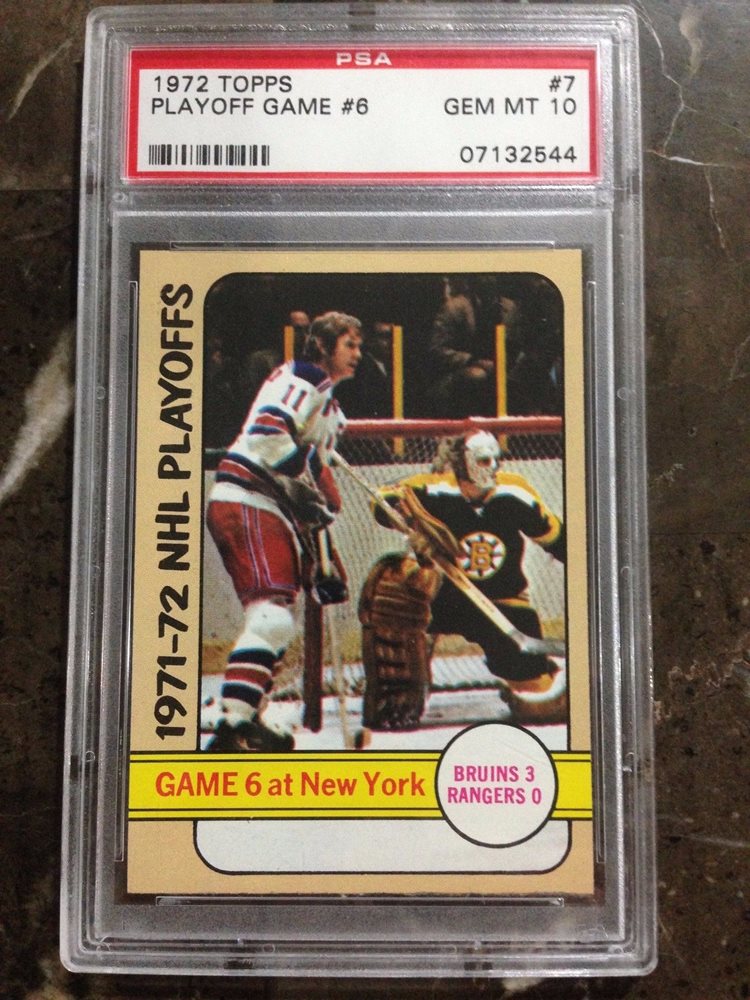 PSA
1972 TOPPS #7
PLAYOFF GAME #6 GEM MT 10
07132544
1971-72 NHL PLAYOFFS
11
B
GAME 6 at New York
BRUINS 3
RANGERS 0